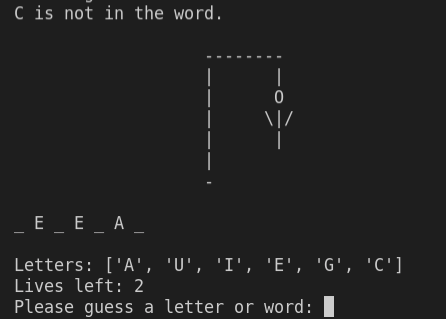 C is not in the word.
--------
|      |
|      O
|     \|/
|      |
|
-
_ E _ E _ A _
Letters: ['A', 'U', 'I', 'E', 'G', 'C']
Lives left: 2
Please guess a letter or word: